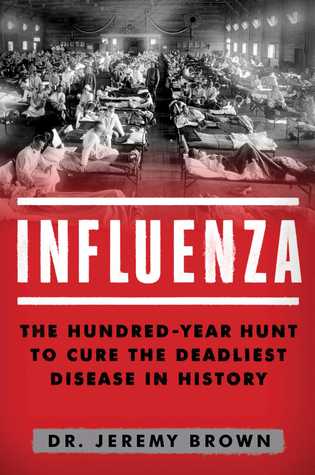 INFLUENZA
THE HUNDRED-YEAR HUNT
TO CURE THE DEADLIEST
DISEASE IN HISTORY
DR. JEREMY BROWN